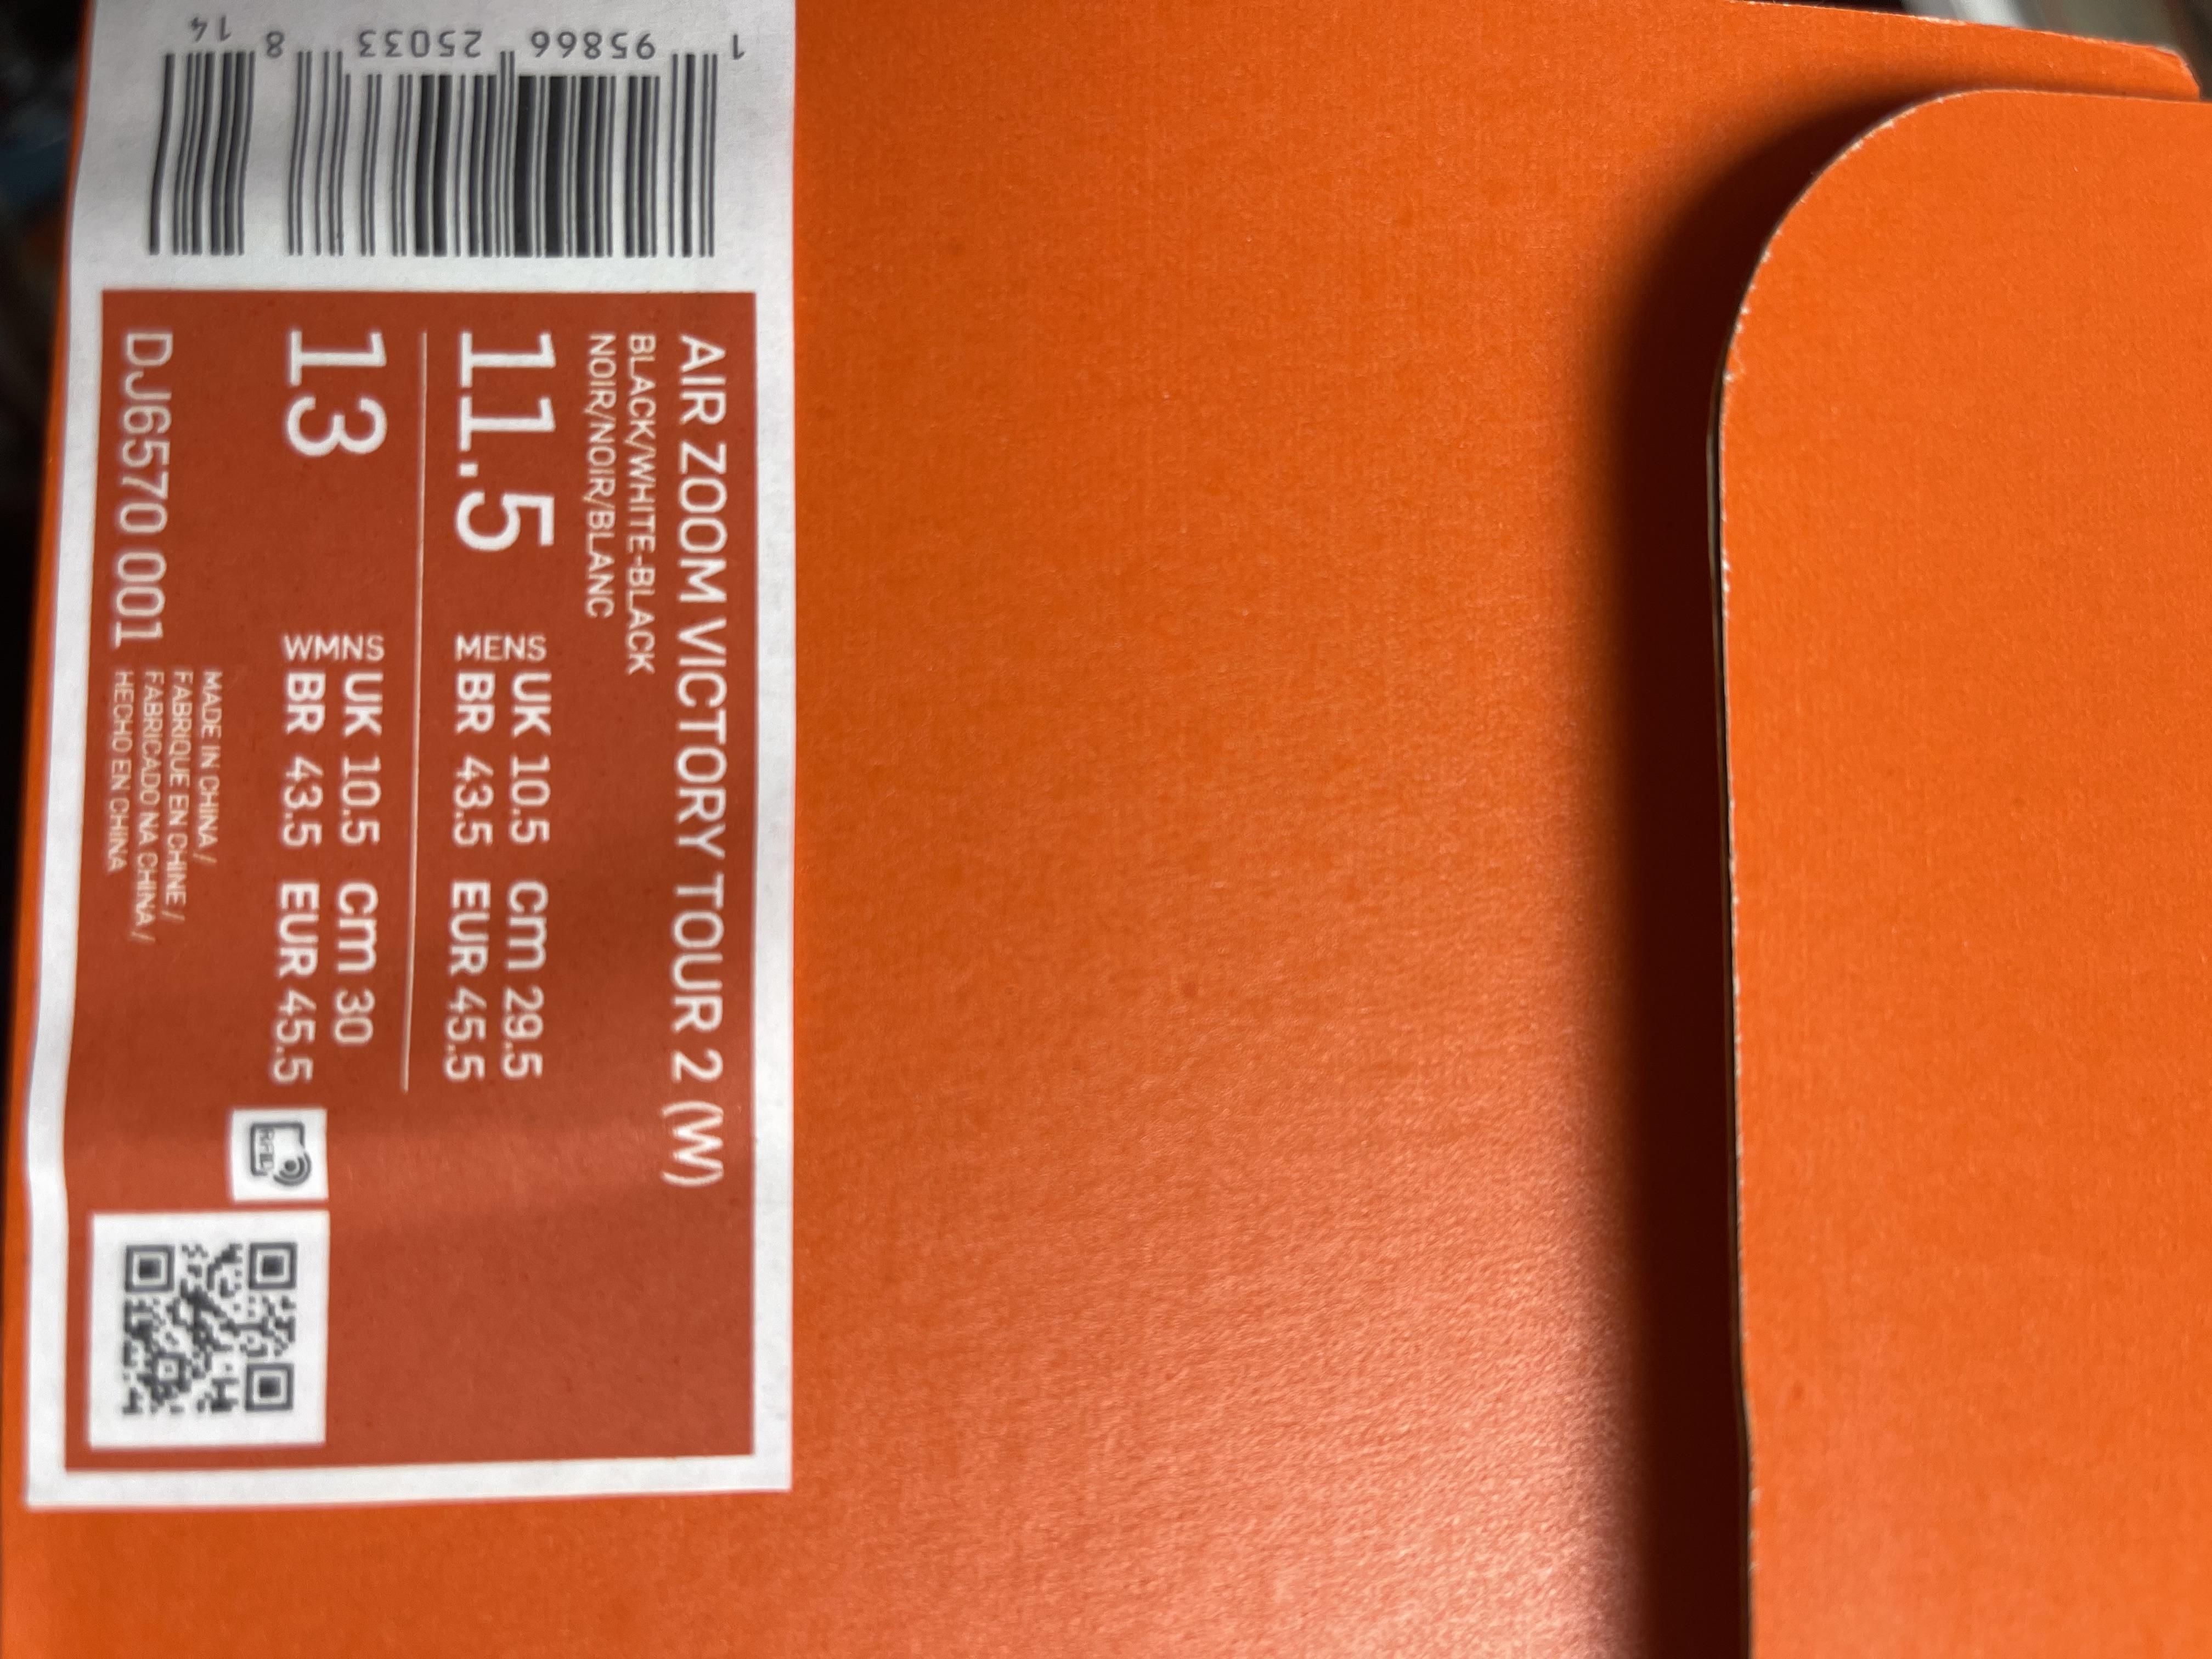 AIR ZOOM VICTORY TOUR 2 (W)
BLACK/WHITE-BLACK
NOIR/NOIR/BLANC
11.5 MENS UK 10.5 cm 29.5
BR 43.5 EUR 45.5
13 WMNS UK 10.5 cm 30
BR 43.5 EUR 45.5
RFID
DJ6570 001
MADE IN CHINA /
FABRIQUE EN CHINE /
FABRICADO NA CHINA /
HECHO EN CHINA
1 95866 25033 8 14